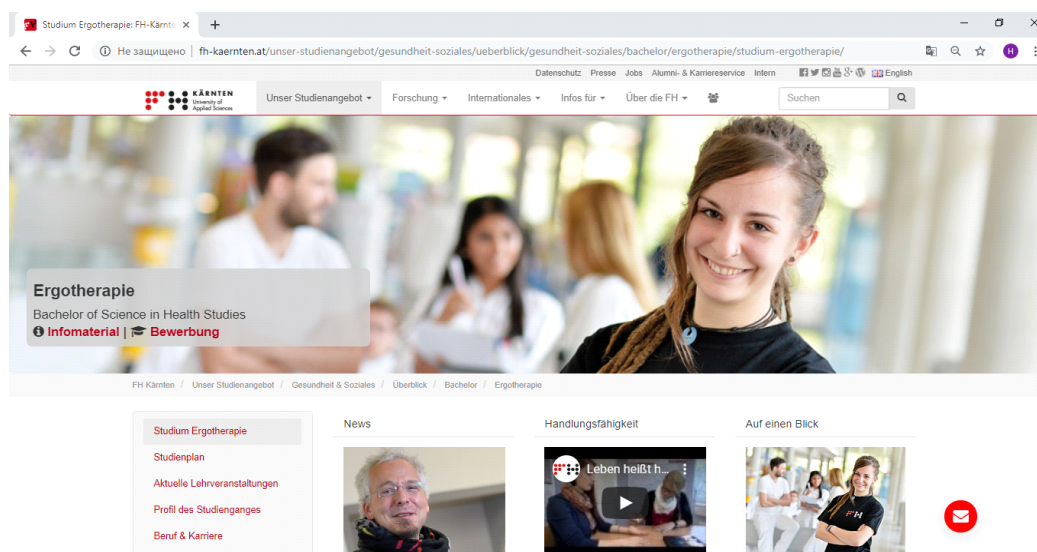 Studium Ergotherapie: FH-Kärnte
Не защищено | fh-kaernten.at/unser-studienangebot/gesundheit-soziales/ueberblick/gesundheit-soziales/bachelor/ergotherapie/studium-ergotherapie/
Datenschutz Presse Jobs Alumni- & Karriereservice Intern English
KÄRNTEN
University of
Applied Sciences
Unser Studienangebot Forschung Internationales Infos für Über die FH Suchen
Ergotherapie
Bachelor of Science in Health Studies
Infomaterial | Bewerbung
FH Kärnten / Unser Studienangebot / Gesundheit & Soziales / Überblick / Bachelor / Ergotherapie
Studium Ergotherapie
Studienplan
Aktuelle Lehrveranstaltungen
Profil des Studienganges
Beruf & Karriere
News
Handlungsfähigkeit
Leben heißt h...
Auf einen Blick